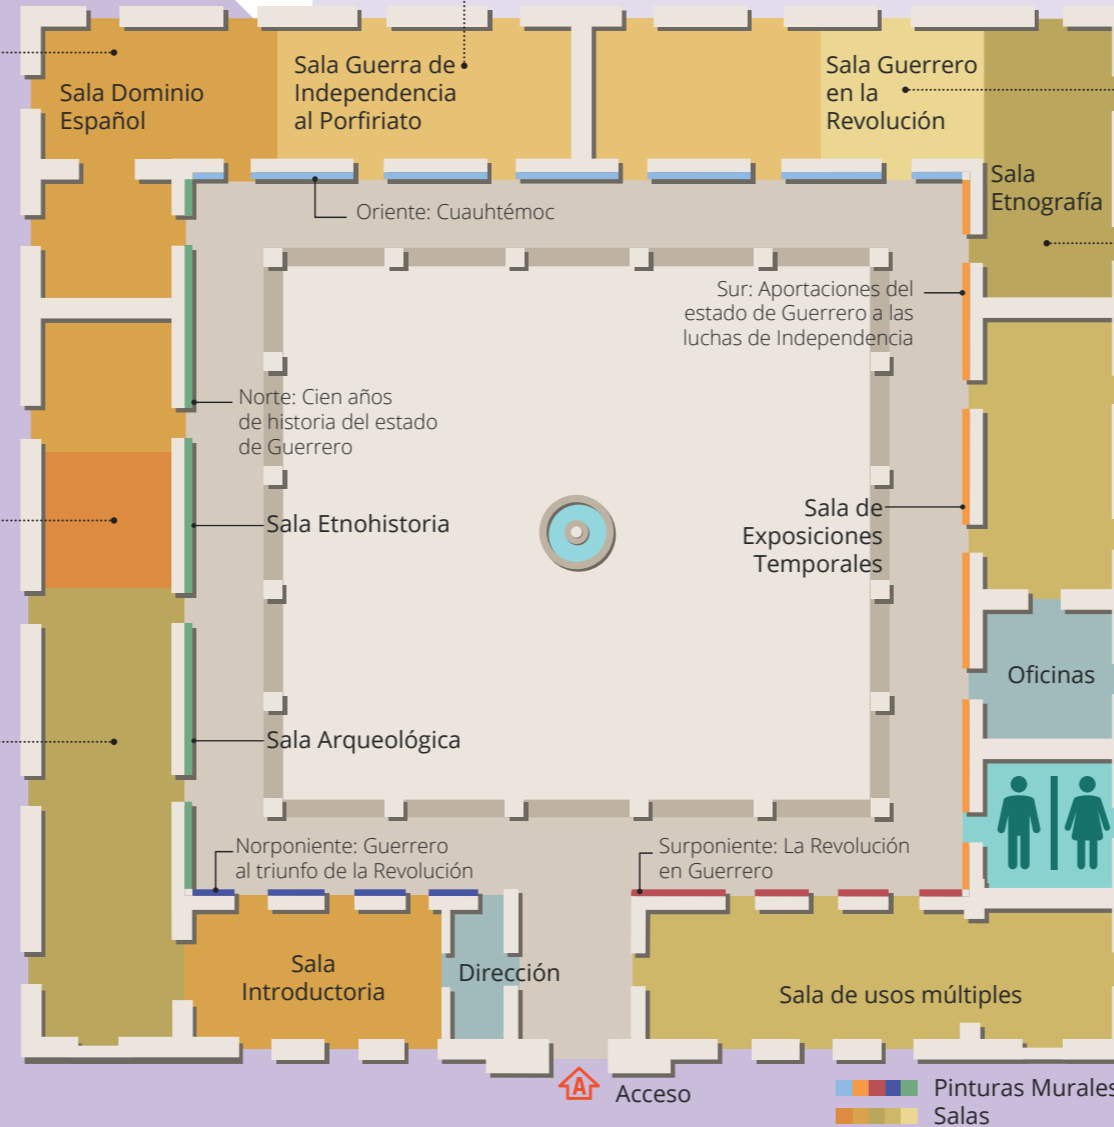 Sala Dominio
Español
Sala Guerra de
Independencia
al Porfiriato
Sala Guerrero
en la
Revolución
Sala
Etnografía
Oriente: Cuauhtémoc
Sur: Aportaciones del
estado de Guerrero a las
luchas de Independencia
Norte: Cien años
de historia del estado
de Guerrero
Sala Etnohistoria
Sala de
Exposiciones
Temporales
Oficinas
Sala Arqueológica
Norponiente: Guerrero
al triunfo de la Revolución
Surponiente: La Revolución
en Guerrero
Sala
Introductoria
Dirección
Sala de usos múltiples
A Acceso
Pinturas Murales
Salas